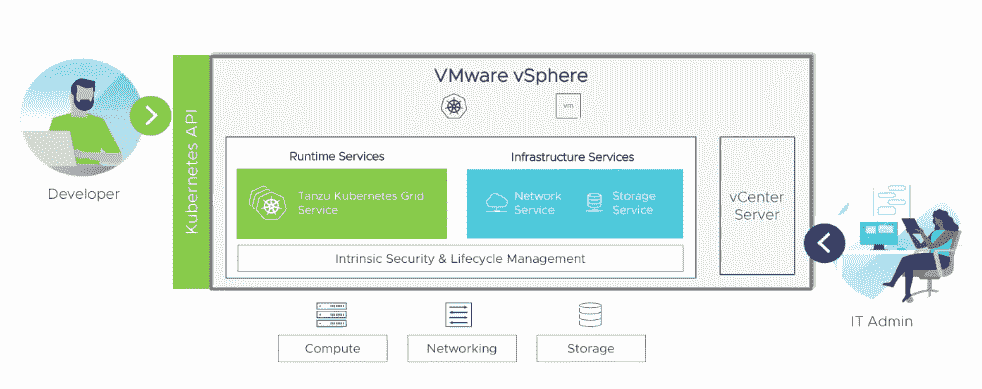 VMware vSphere
vm
Kubernetes API
Developer
Runtime Services
Infrastructure Services
Tanzu Kubernetes Grid
Service
Network
Service
Storage
Service
Intrinsic Security & Lifecycle Management
vCenter
Server
IT Admin
Compute
Networking
Storage